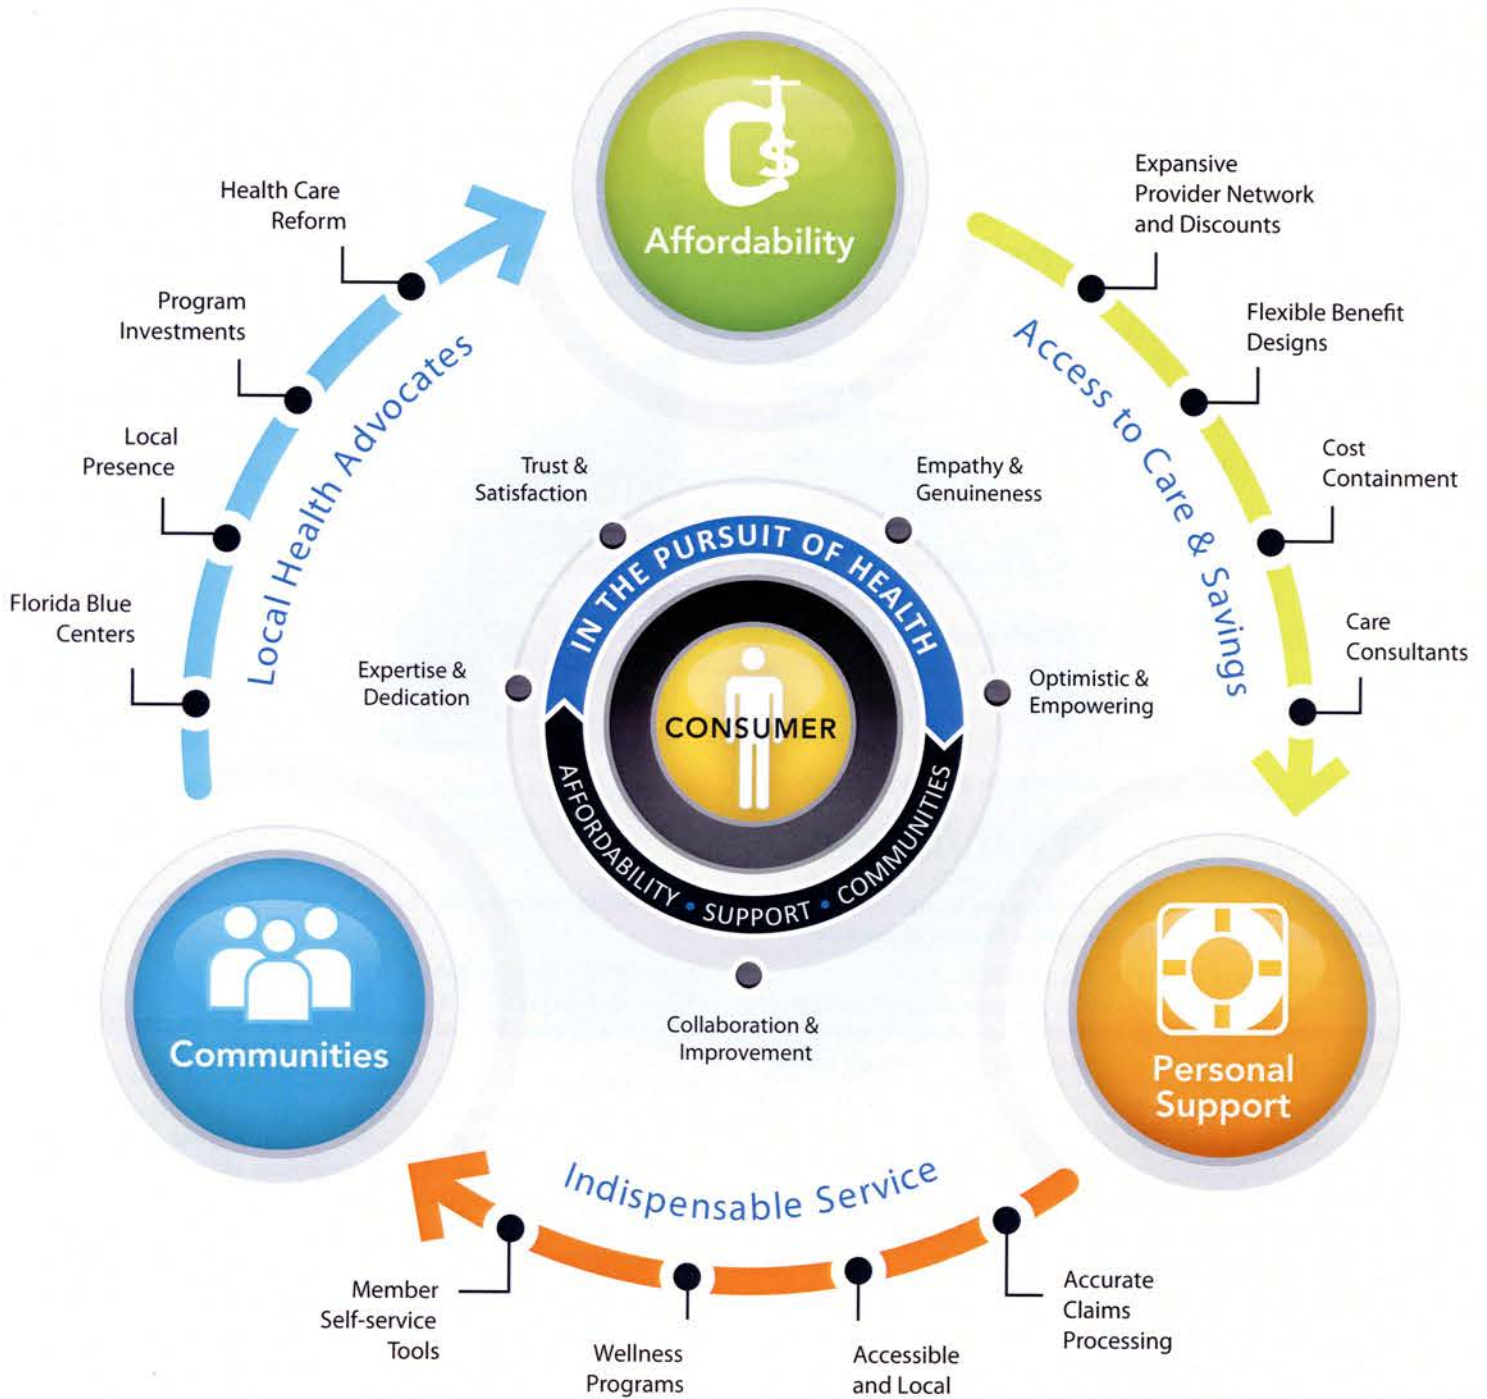 Affordability
Expansive
Provider Network
and Discounts
Flexible Benefit
Designs
Cost
Containment
Care
Consultants
Access to Care & Savings
Personal
Support
Accurate
Claims
Processing
Accessible
and Local
Wellness
Programs
Member
Self-service
Tools
Indispensable Service
Communities
Florida Blue
Centers
Local
Presence
Program
Investments
Health Care
Reform
Local Health Advocates
Trust &
Satisfaction
Empathy &
Genuineness
Expertise &
Dedication
Optimistic &
Empowering
Collaboration &
Improvement
IN THE PURSUIT OF HEALTH
CONSUMER
AFFORDABILITY • SUPPORT • COMMUNITIES